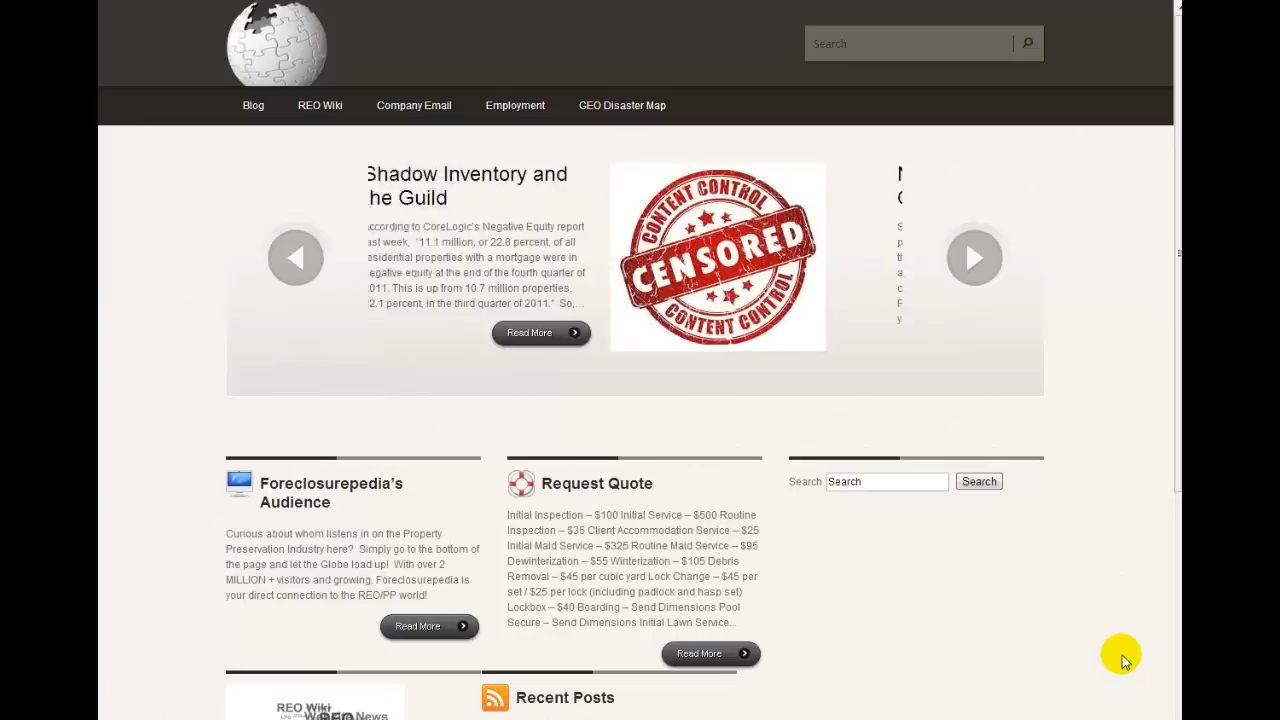 Search
Blog
REO Wiki
Company Email
Employment
GEO Disaster Map
Shadow Inventory and
he Guild
ccording to CoreLogic's Negative Equity report
ast week, "11.1 million, or 22.8 percent, of all
esidential properties with a mortgage were in
egative equity at the end of the fourth quarter of
011. This is up from 10.7 million properties,
2.1 percent, in the third quarter of 2011." So,...
Read More
CONTENT CONTROL
CENSORED
CONTENT CONTROL
Foreclosurepedia's
Audience
Curious about whom listens in on the Property
Preservation Industry here? Simply go to the bottom of
the page and let the Globe load up! With over 2
MILLION + visitors and growing, Foreclosurepedia is
your direct connection to the REO/PP world!
Read More
Request Quote
Initial Inspection – $100 Initial Service – $500 Routine
Inspection – $35 Client Accommodation Service – $25
Initial Maid Service – $325 Routine Maid Service – $95
Dewinterization – $55 Winterization – $105 Debris
Removal – $45 per cubic yard Lock Change – $45 per
set / $25 per lock (including padlock and hasp set)
Lockbox – $40 Boarding – Send Dimensions Pool
Secure – Send Dimensions Initial Lawn Service...
Read More
Search Search Search
REO Wiki
Recent Posts